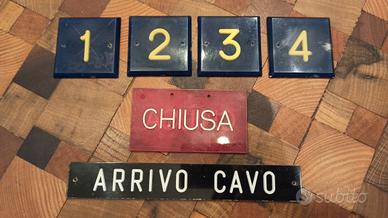 1 2 3 4
CHIUSA
ARRIVO CAVO
subito